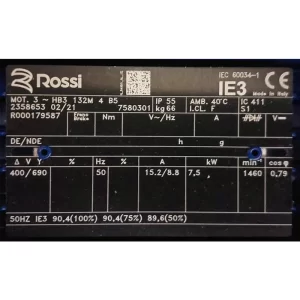 Rossi
IEC 60034-1
IE3
Made in Italy
MOT. 3 ~ HB3 132M 4 B5 IP 55 AMB. 40°C IC 411
2358653 02/21 7580301 kg 66 I.CL. F S1
R000179587 Freno Brake Nm V~/Hz A
DE/NDE h g
Δ V Y % Hz % A kW min⁻¹ cos φ
400/690 50 15.2/8.8 7,5 1460 0,79
50HZ IE3 90,4(100%) 90,4(75%) 89,6(50%)